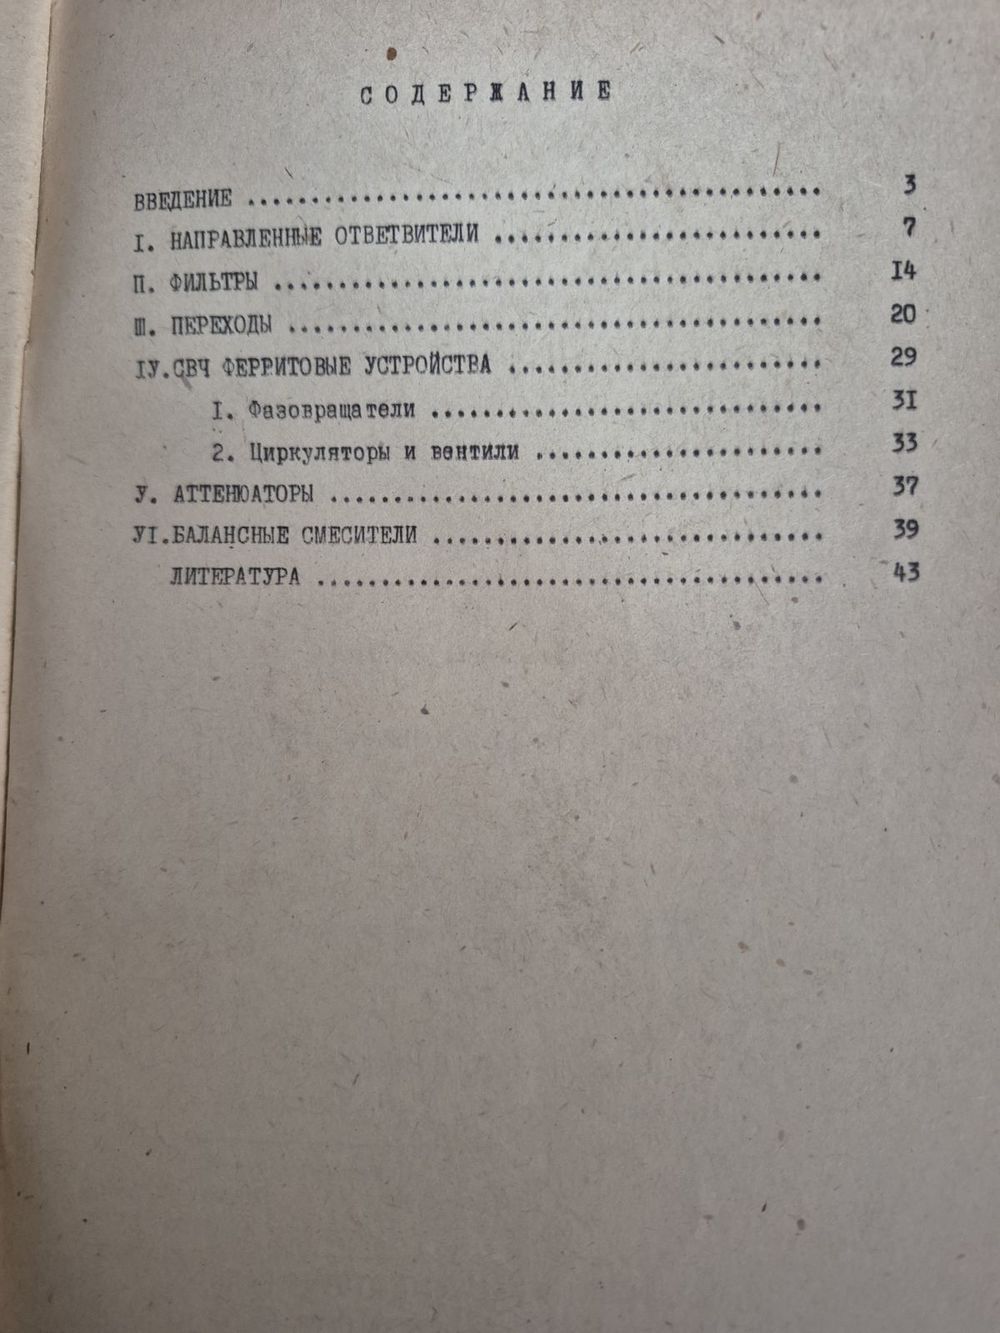 СОДЕРЖАНИЕ
ВВЕДЕНИЕ ............................................ 3
I. НАПРАВЛЕННЫЕ ОТВЕТВИТЕЛИ .......................... 7
П. ФИЛЬТРЫ .......................................... 14
Ш. ПЕРЕХОДЫ ......................................... 20
IУ.СВЧ ФЕРРИТОВЫЕ УСТРОЙСТВА ........................ 29
I. Фазовращатели .............................. 3I
2. Циркуляторы и вентили ...................... 33
У. АТТЕНЮАТОРЫ ...................................... 37
УI.БАЛАНСНЫЕ СМЕСИТЕЛИ .............................. 39
ЛИТЕРАТУРА ....................................... 43